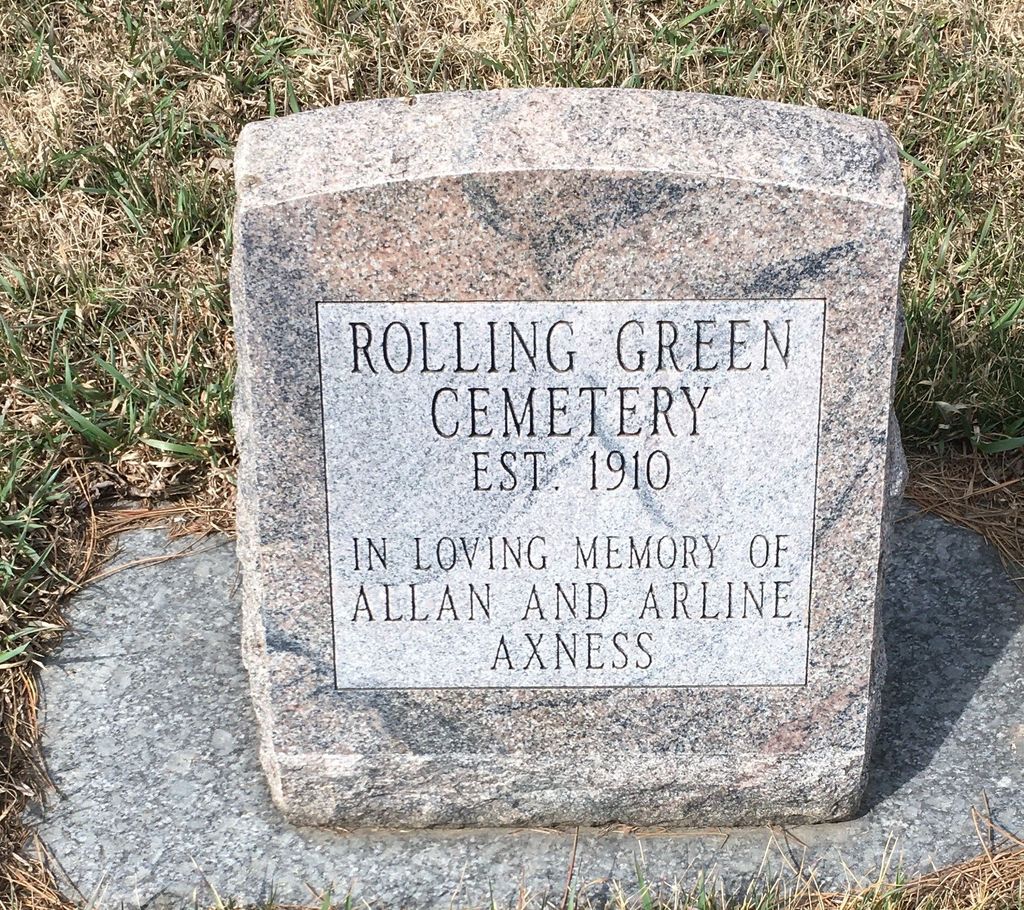 ROLLING GREEN
CEMETERY
EST. 1910
IN LOVING MEMORY OF
ALLAN AND ARLINE
AXNESS